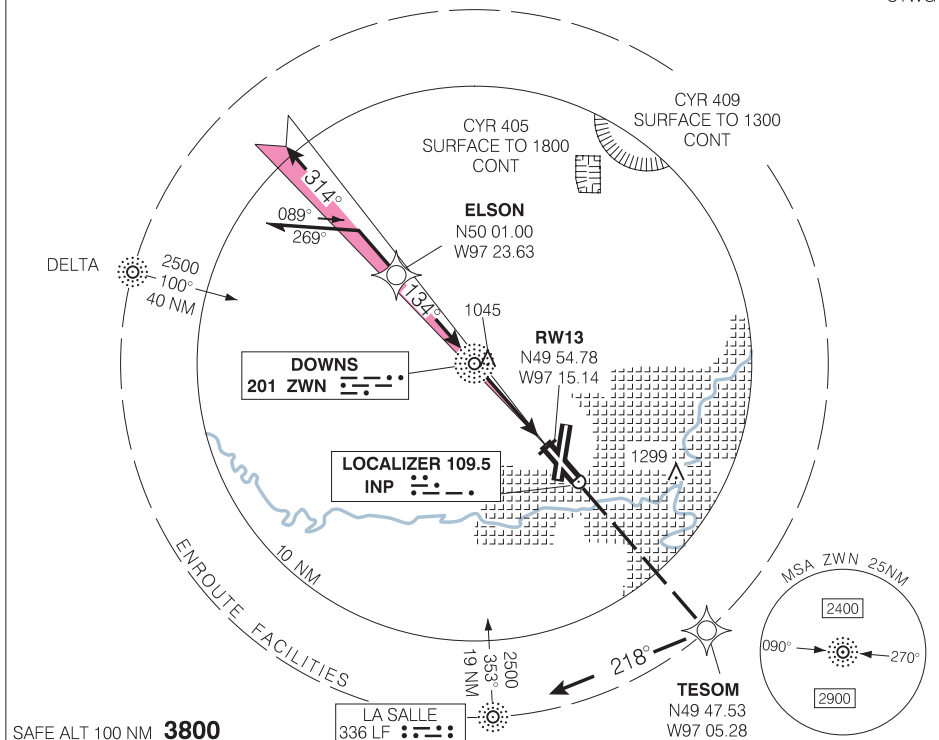 CYR 409
SURFACE TO 1300
CONT
CYR 405
SURFACE TO 1800
CONT
314°
089°
269°
ELSON
N50 01.00
W97 23.63
DELTA
2500
100°
40 NM
134°
1045
RW13
N49 54.78
W97 15.14
DOWNS
201 ZWN
LOCALIZER 109.5
INP
1299
10 NM
ENROUTE FACILITIES
MSA ZWN 25NM
2400
090°
270°
2900
2500
353°
19 NM
218°
TESOM
N49 47.53
W97 05.28
LA SALLE
336 LF
SAFE ALT 100 NM 3800